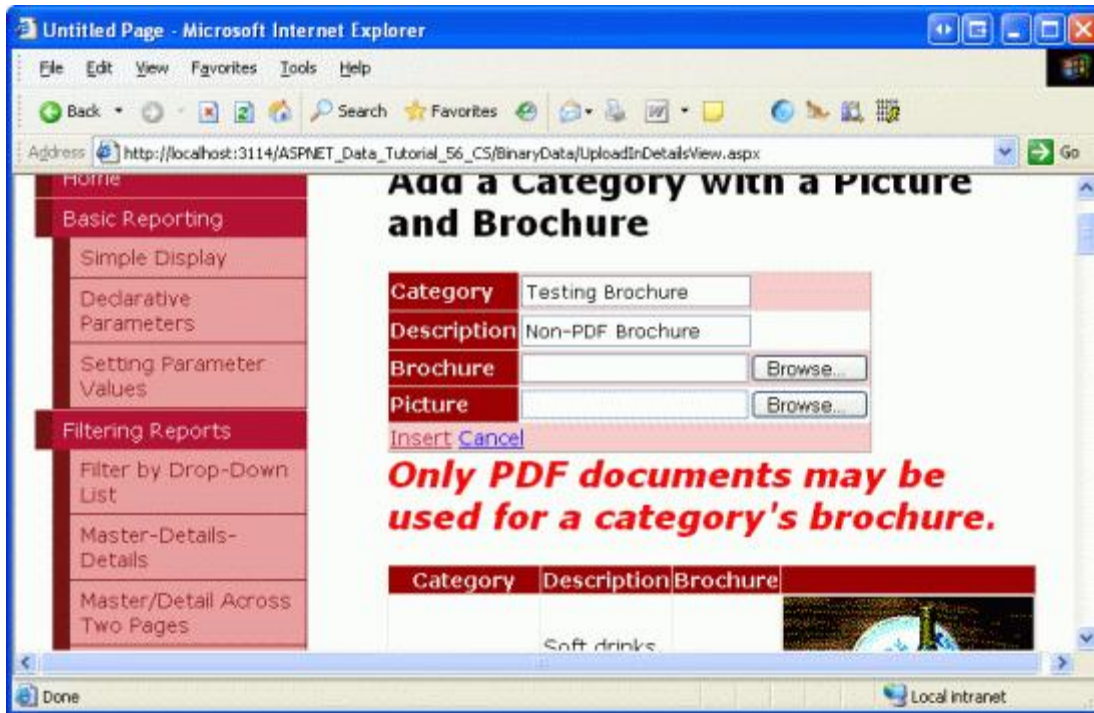 Untitled Page - Microsoft Internet Explorer
File Edit View Favorites Tools Help
Back Search Favorites
Address http://localhost:3114/ASPNET_Data_Tutorial_56_CS/BinaryData/UploadInDetailsView.aspx Go
Home
Basic Reporting
Simple Display
Declarative
Parameters
Setting Parameter
Values
Filtering Reports
Filter by Drop-Down
List
Master-Details-
Details
Master/Detail Across
Two Pages
Add a Category with a Picture
and Brochure
Category Testing Brochure
Description Non-PDF Brochure
Brochure Browse...
Picture Browse...
Insert Cancel
Only PDF documents may be
used for a category's brochure.
Category Description Brochure
Soft drinks,
Done Local intranet